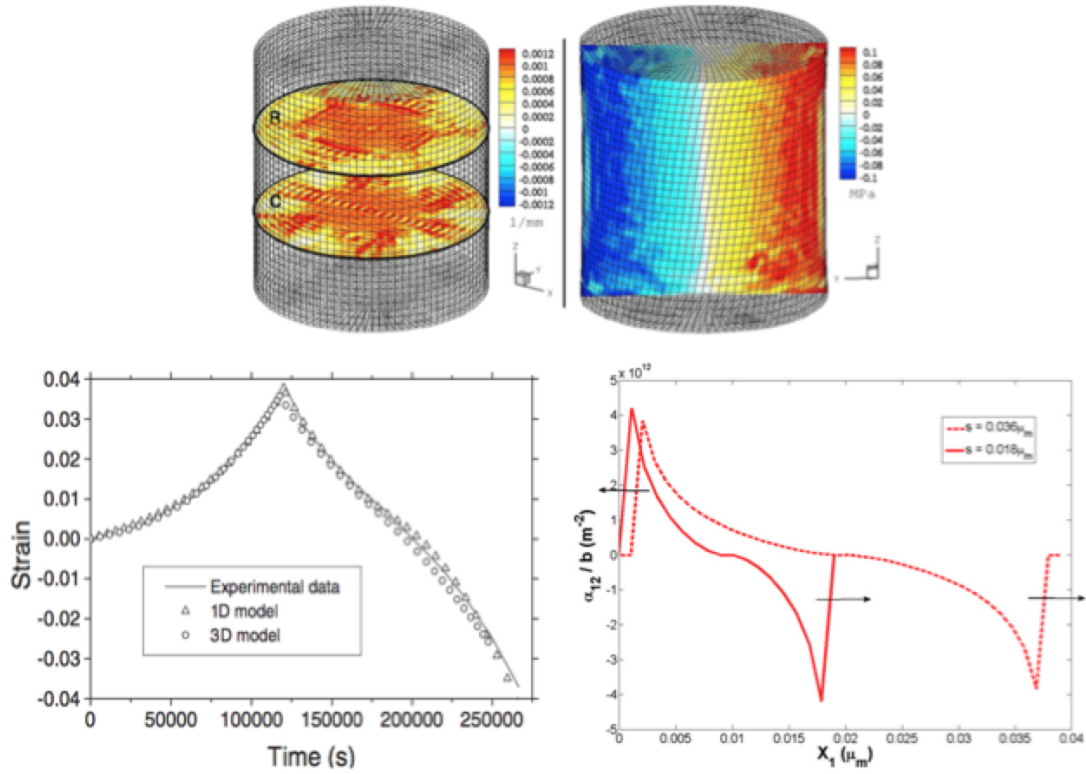 R
C
0.0012
0.0008
0.0006
0.0004
0.0002
0
-0.0002
-0.0004
-0.0006
-0.0008
-0.001
-0.0012
1/mm
Z
Y
X
0.1
0.08
0.06
0.04
0.02
0
-0.02
-0.04
-0.06
-0.08
-0.1
MPa
Z
Y
0.04
0.03
0.02
0.01
0.00
-0.01
-0.02
-0.03
-0.04
Strain
Experimental data
1D model
3D model
0 50000 100000 150000 200000 250000
Time (s)
5 x 10^12
4
3
2
1
0
-1
-2
-3
-4
-5
α12 / b (m-2)
s = 0.036μm
s = 0.018μm
0 0.005 0.01 0.015 0.02 0.025 0.03 0.035 0.04
X1 (μm)